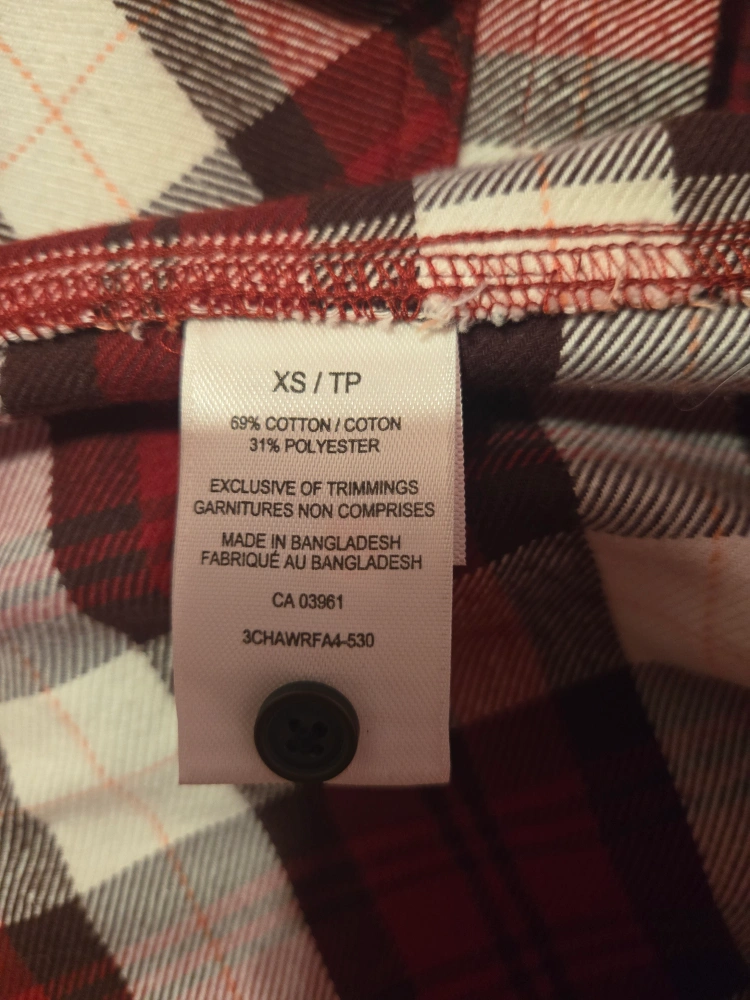 XS / TP
69% COTTON / COTON
31% POLYESTER
EXCLUSIVE OF TRIMMINGS
GARNITURES NON COMPRISES
MADE IN BANGLADESH
FABRIQUÉ AU BANGLADESH
CA 03961
3CHAWRFA4-530